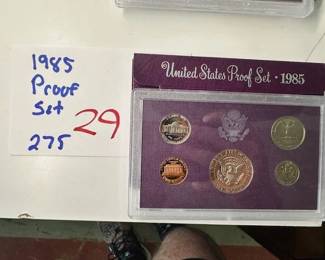 1985
Proof
Set
275
29
United States Proof Set · 1985